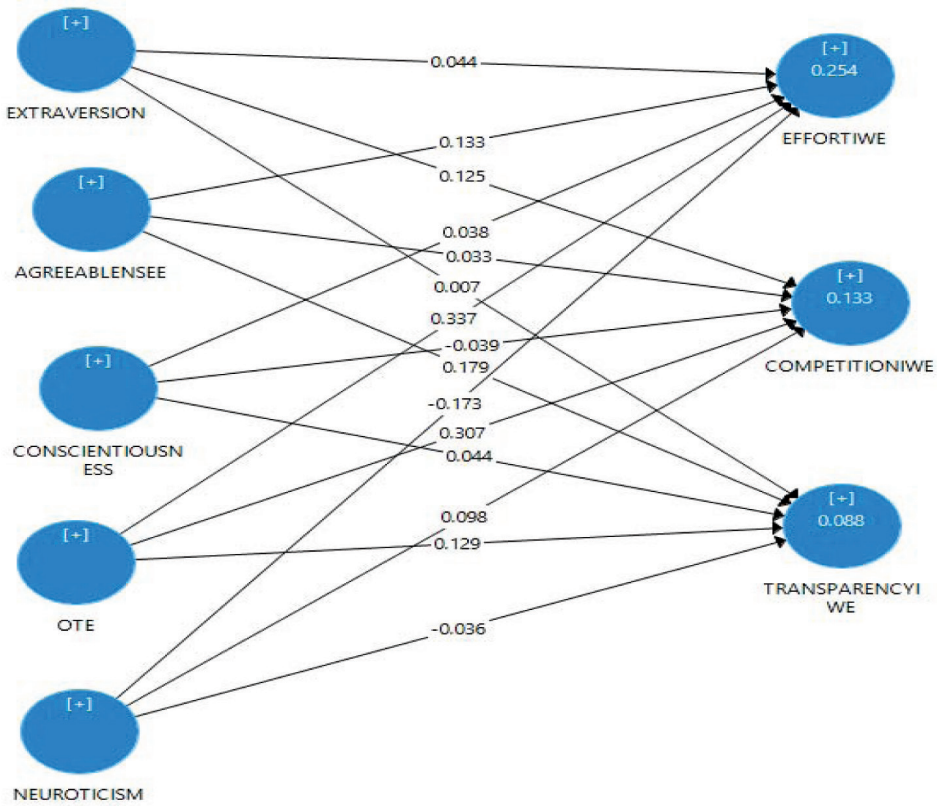 [+]
EXTRAVERSION
[+]
AGREEABLENSEE
[+]
CONSCIENTIOUSN
ESS
[+]
OTE
[+]
NEUROTICISM
0.044
0.133
0.125
0.038
0.033
0.007
0.337
-0.039
0.179
-0.173
0.307
0.044
0.098
0.129
-0.036
[+]
0.254
EFFORTIWE
[+]
0.133
COMPETITIONIWE
[+]
0.088
TRANSPARENCYI
WE